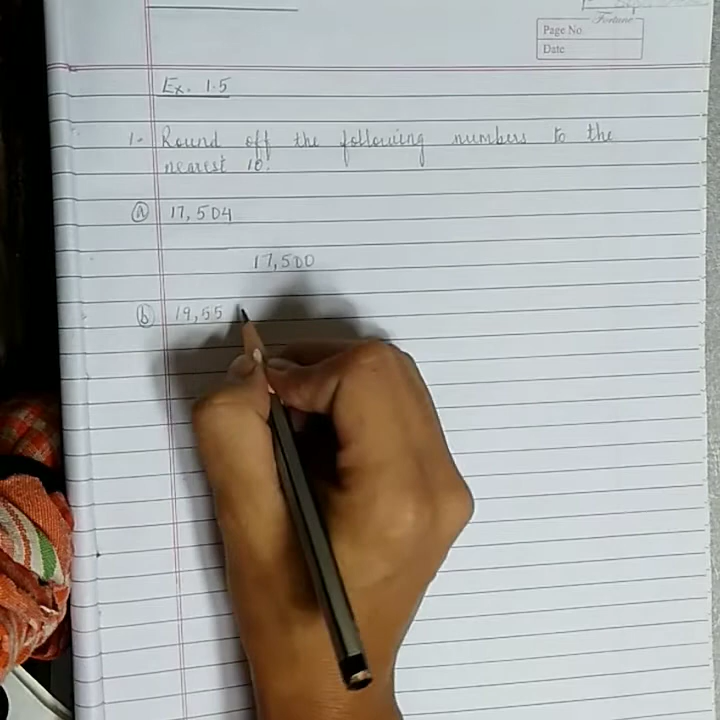 Fortune
Page No.
Date
Ex. 1.5
1. Round off the following numbers to the
nearest 10.
(a) 17,504
17,500
(b) 19,55